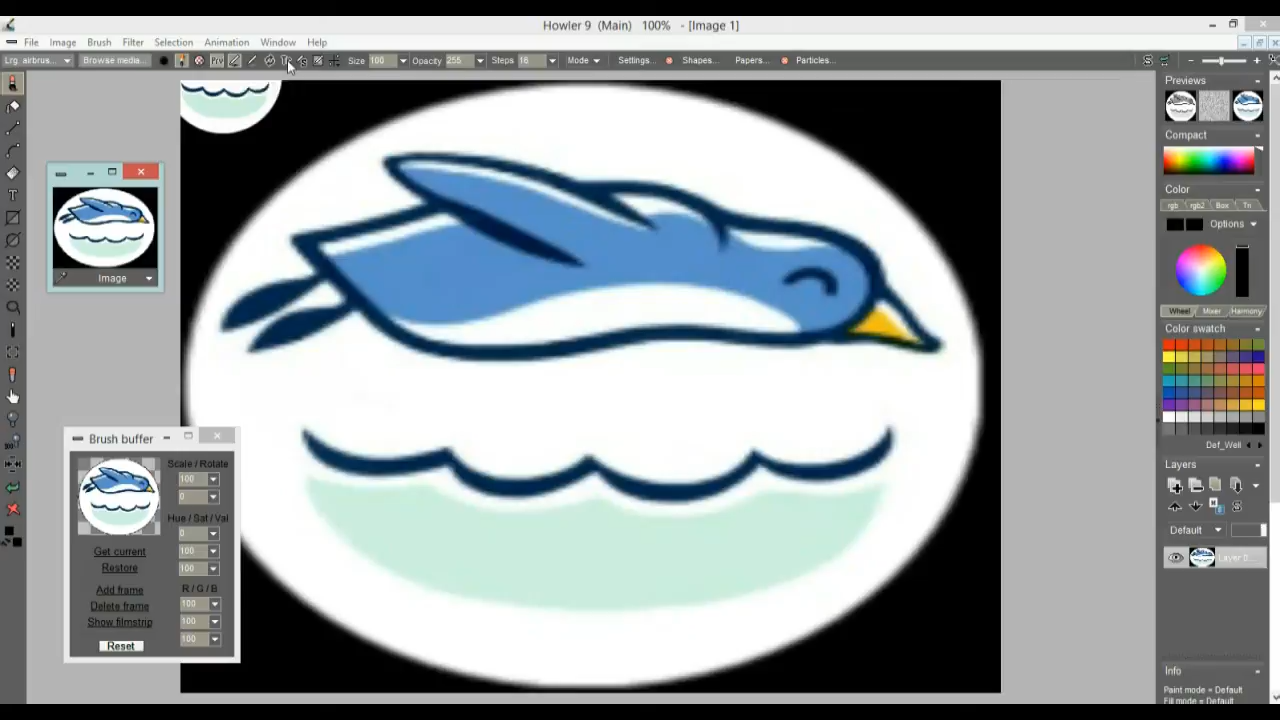 Howler 9 (Main) 100% - [Image 1]
File Image Brush Filter Selection Animation Window Help
Lrg. airbrus... Browse media... Size 100 Opacity 255 Steps 16 Mode Settings... Shapes... Papers... Particles...
Previews
Compact
Color
rgb rgb2 Box Tri
Options
Wheel Mixer Harmony
Color swatch
Def_Well
Layers
Default
Layer 0...
Info
Paint mode = Default
Fill mode = Default
Image
Brush buffer
Scale / Rotate
100
0
Hue / Sat / Val
0
Get current
100
Restore
100
Add frame
R / G / B
100
Delete frame
Show filmstrip
100
Reset
100